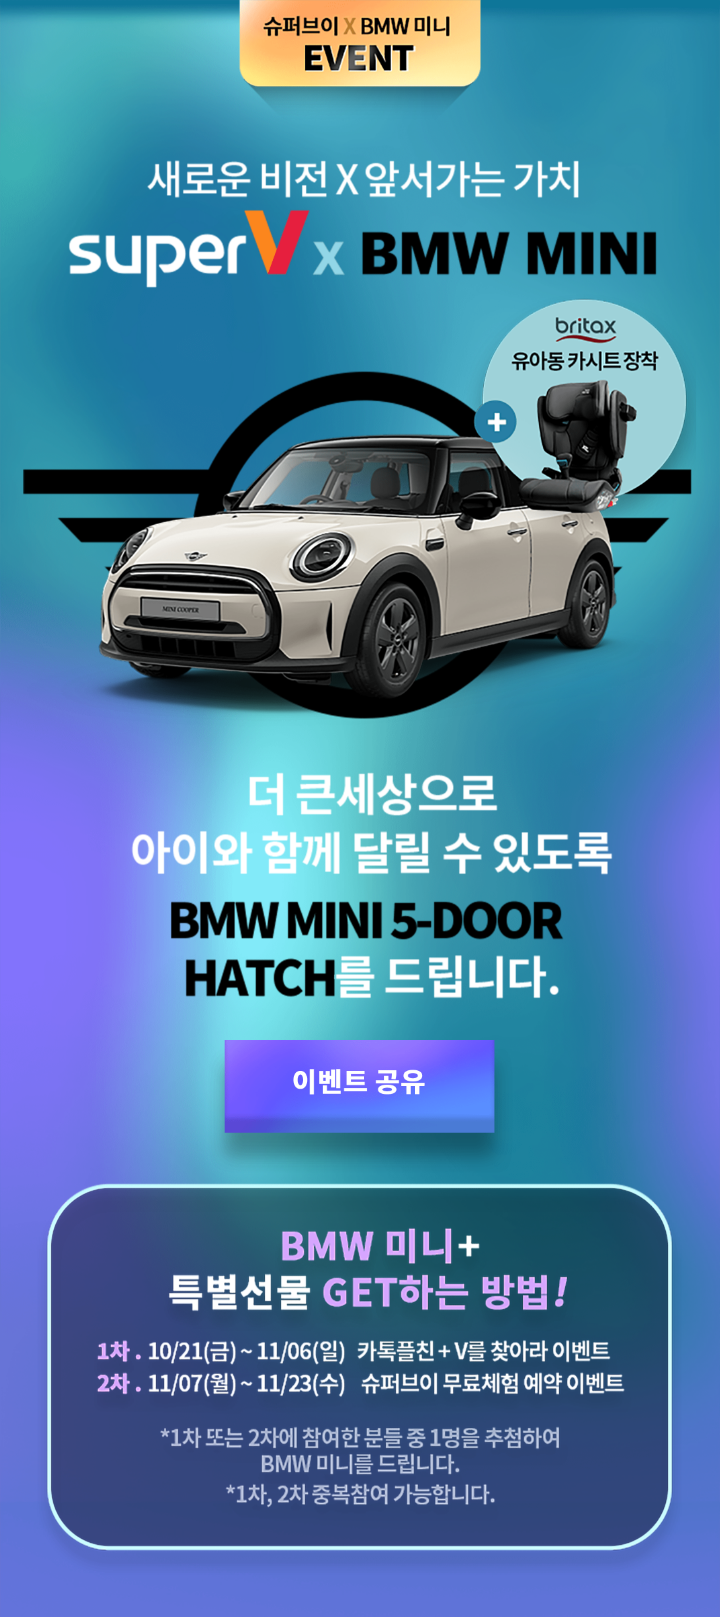 슈퍼브이 X BMW 미니
EVENT
새로운 비전 X 앞서가는 가치
superV x BMW MINI
britax
유아동 카시트 장착
+
MINI COOPER
더 큰세상으로
아이와 함께 달릴 수 있도록
BMW MINI 5-DOOR
HATCH를 드립니다.
이벤트 공유
BMW 미니+
특별선물 GET하는 방법!
1차 . 10/21(금) ~ 11/06(일) 카톡플친 + V를 찾아라 이벤트
2차 . 11/07(월) ~ 11/23(수) 슈퍼브이 무료체험 예약 이벤트
*1차 또는 2차에 참여한 분들 중 1명을 추첨하여
BMW 미니를 드립니다.
*1차, 2차 중복참여 가능합니다.